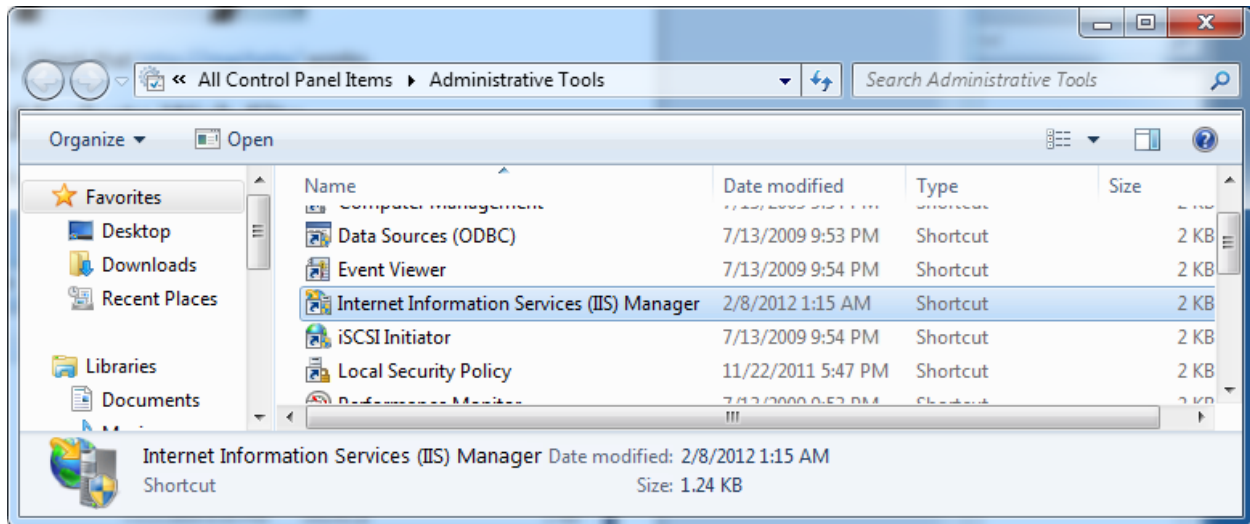 « All Control Panel Items ▸ Administrative Tools
Search Administrative Tools
Organize Open
Name Date modified Type Size
Favorites
Desktop
Downloads
Recent Places
Libraries
Documents
Computer Management
Data Sources (ODBC) 7/13/2009 9:53 PM Shortcut 2 KB
Event Viewer 7/13/2009 9:54 PM Shortcut 2 KB
Internet Information Services (IIS) Manager 2/8/2012 1:15 AM Shortcut 2 KB
iSCSI Initiator 7/13/2009 9:54 PM Shortcut 2 KB
Local Security Policy 11/22/2011 5:47 PM Shortcut 2 KB
Performance Monitor
Internet Information Services (IIS) Manager Date modified: 2/8/2012 1:15 AM
Shortcut Size: 1.24 KB